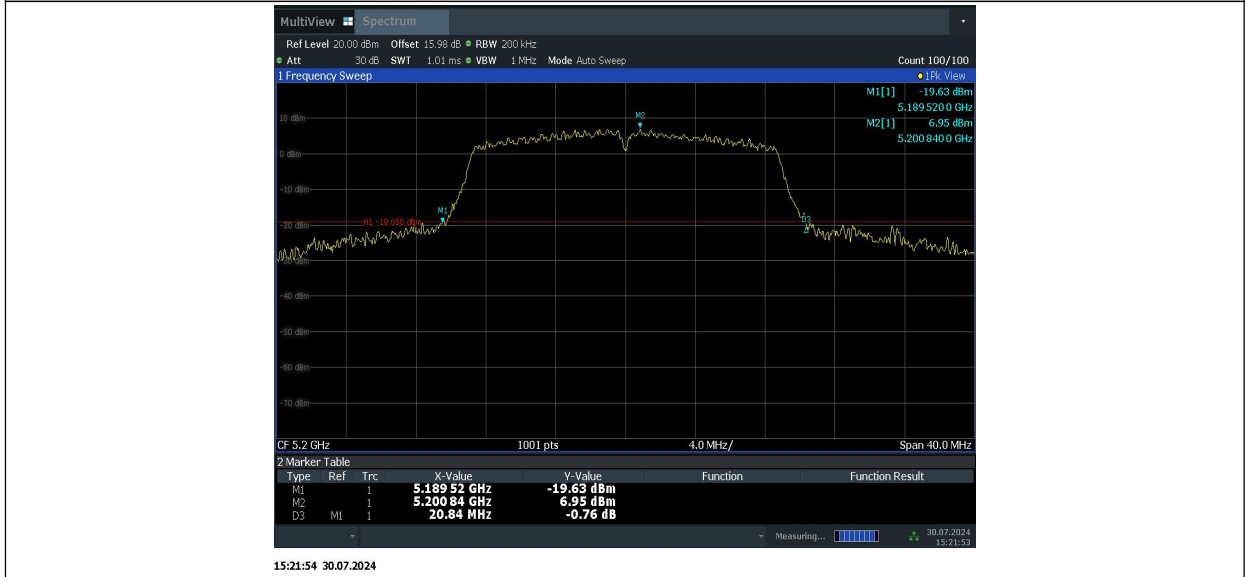 MultiView Spectrum
Ref Level 20.00 dBm Offset 15.98 dB RBW 200 kHz
Att 30 dB SWT 1.01 ms VBW 1 MHz Mode Auto Sweep Count 100/100
1 Frequency Sweep 1Pk View
M1[1] -19.63 dBm
5.189 520 0 GHz
M2[1] 6.95 dBm
5.200 840 0 GHz
M2
10 dBm
0 dBm
-10 dBm
M1
H1 -19.050 dBm
D3
-20 dBm
-30 dBm
-40 dBm
-50 dBm
-60 dBm
-70 dBm
CF 5.2 GHz 1001 pts 4.0 MHz/ Span 40.0 MHz
2 Marker Table
Type Ref Trc X-Value Y-Value Function Function Result
M1 1 5.189 52 GHz -19.63 dBm
M2 1 5.200 84 GHz 6.95 dBm
D3 M1 1 20.84 MHz -0.76 dB
Measuring... 30.07.2024
15:21:53
15:21:54 30.07.2024